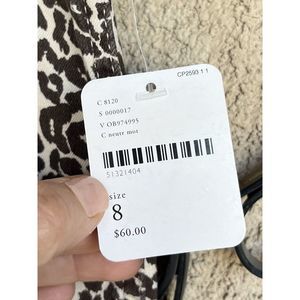 CP2593 1 1
C 8120
S 0000017
V OB974995
C neutr mot
51321404
size
8
$60.00